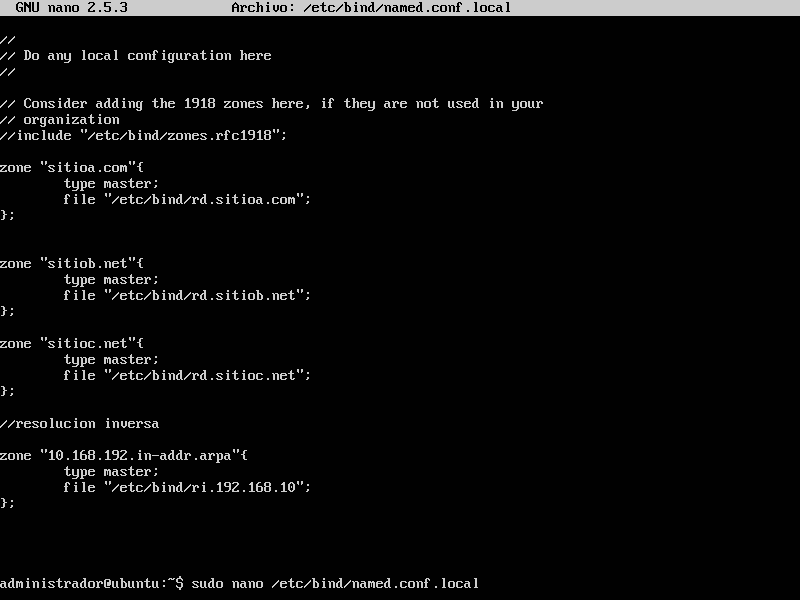 GNU nano 2.5.3 Archivo: /etc/bind/named.conf.local
//
// Do any local configuration here
//
// Consider adding the 1918 zones here, if they are not used in your
// organization
//include "/etc/bind/zones.rfc1918";
zone "sitioa.com"{
type master;
file "/etc/bind/rd.sitioa.com";
};
zone "sitiob.net"{
type master;
file "/etc/bind/rd.sitiob.net";
};
zone "sitioc.net"{
type master;
file "/etc/bind/rd.sitioc.net";
};
//resolucion inversa
zone "10.168.192.in-addr.arpa"{
type master;
file "/etc/bind/ri.192.168.10";
};
administrador@ubuntu:~$ sudo nano /etc/bind/named.conf.local